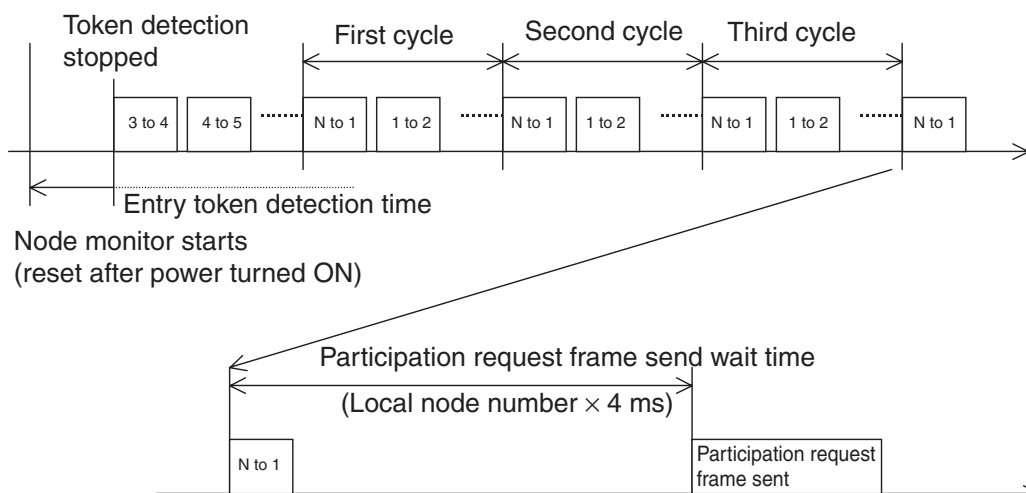 Token detection
stopped
First cycle
Second cycle
Third cycle
3 to 4
4 to 5
N to 1
1 to 2
N to 1
1 to 2
N to 1
1 to 2
N to 1
Entry token detection time
Node monitor starts
(reset after power turned ON)
Participation request frame send wait time
(Local node number × 4 ms)
N to 1
Participation request
frame sent